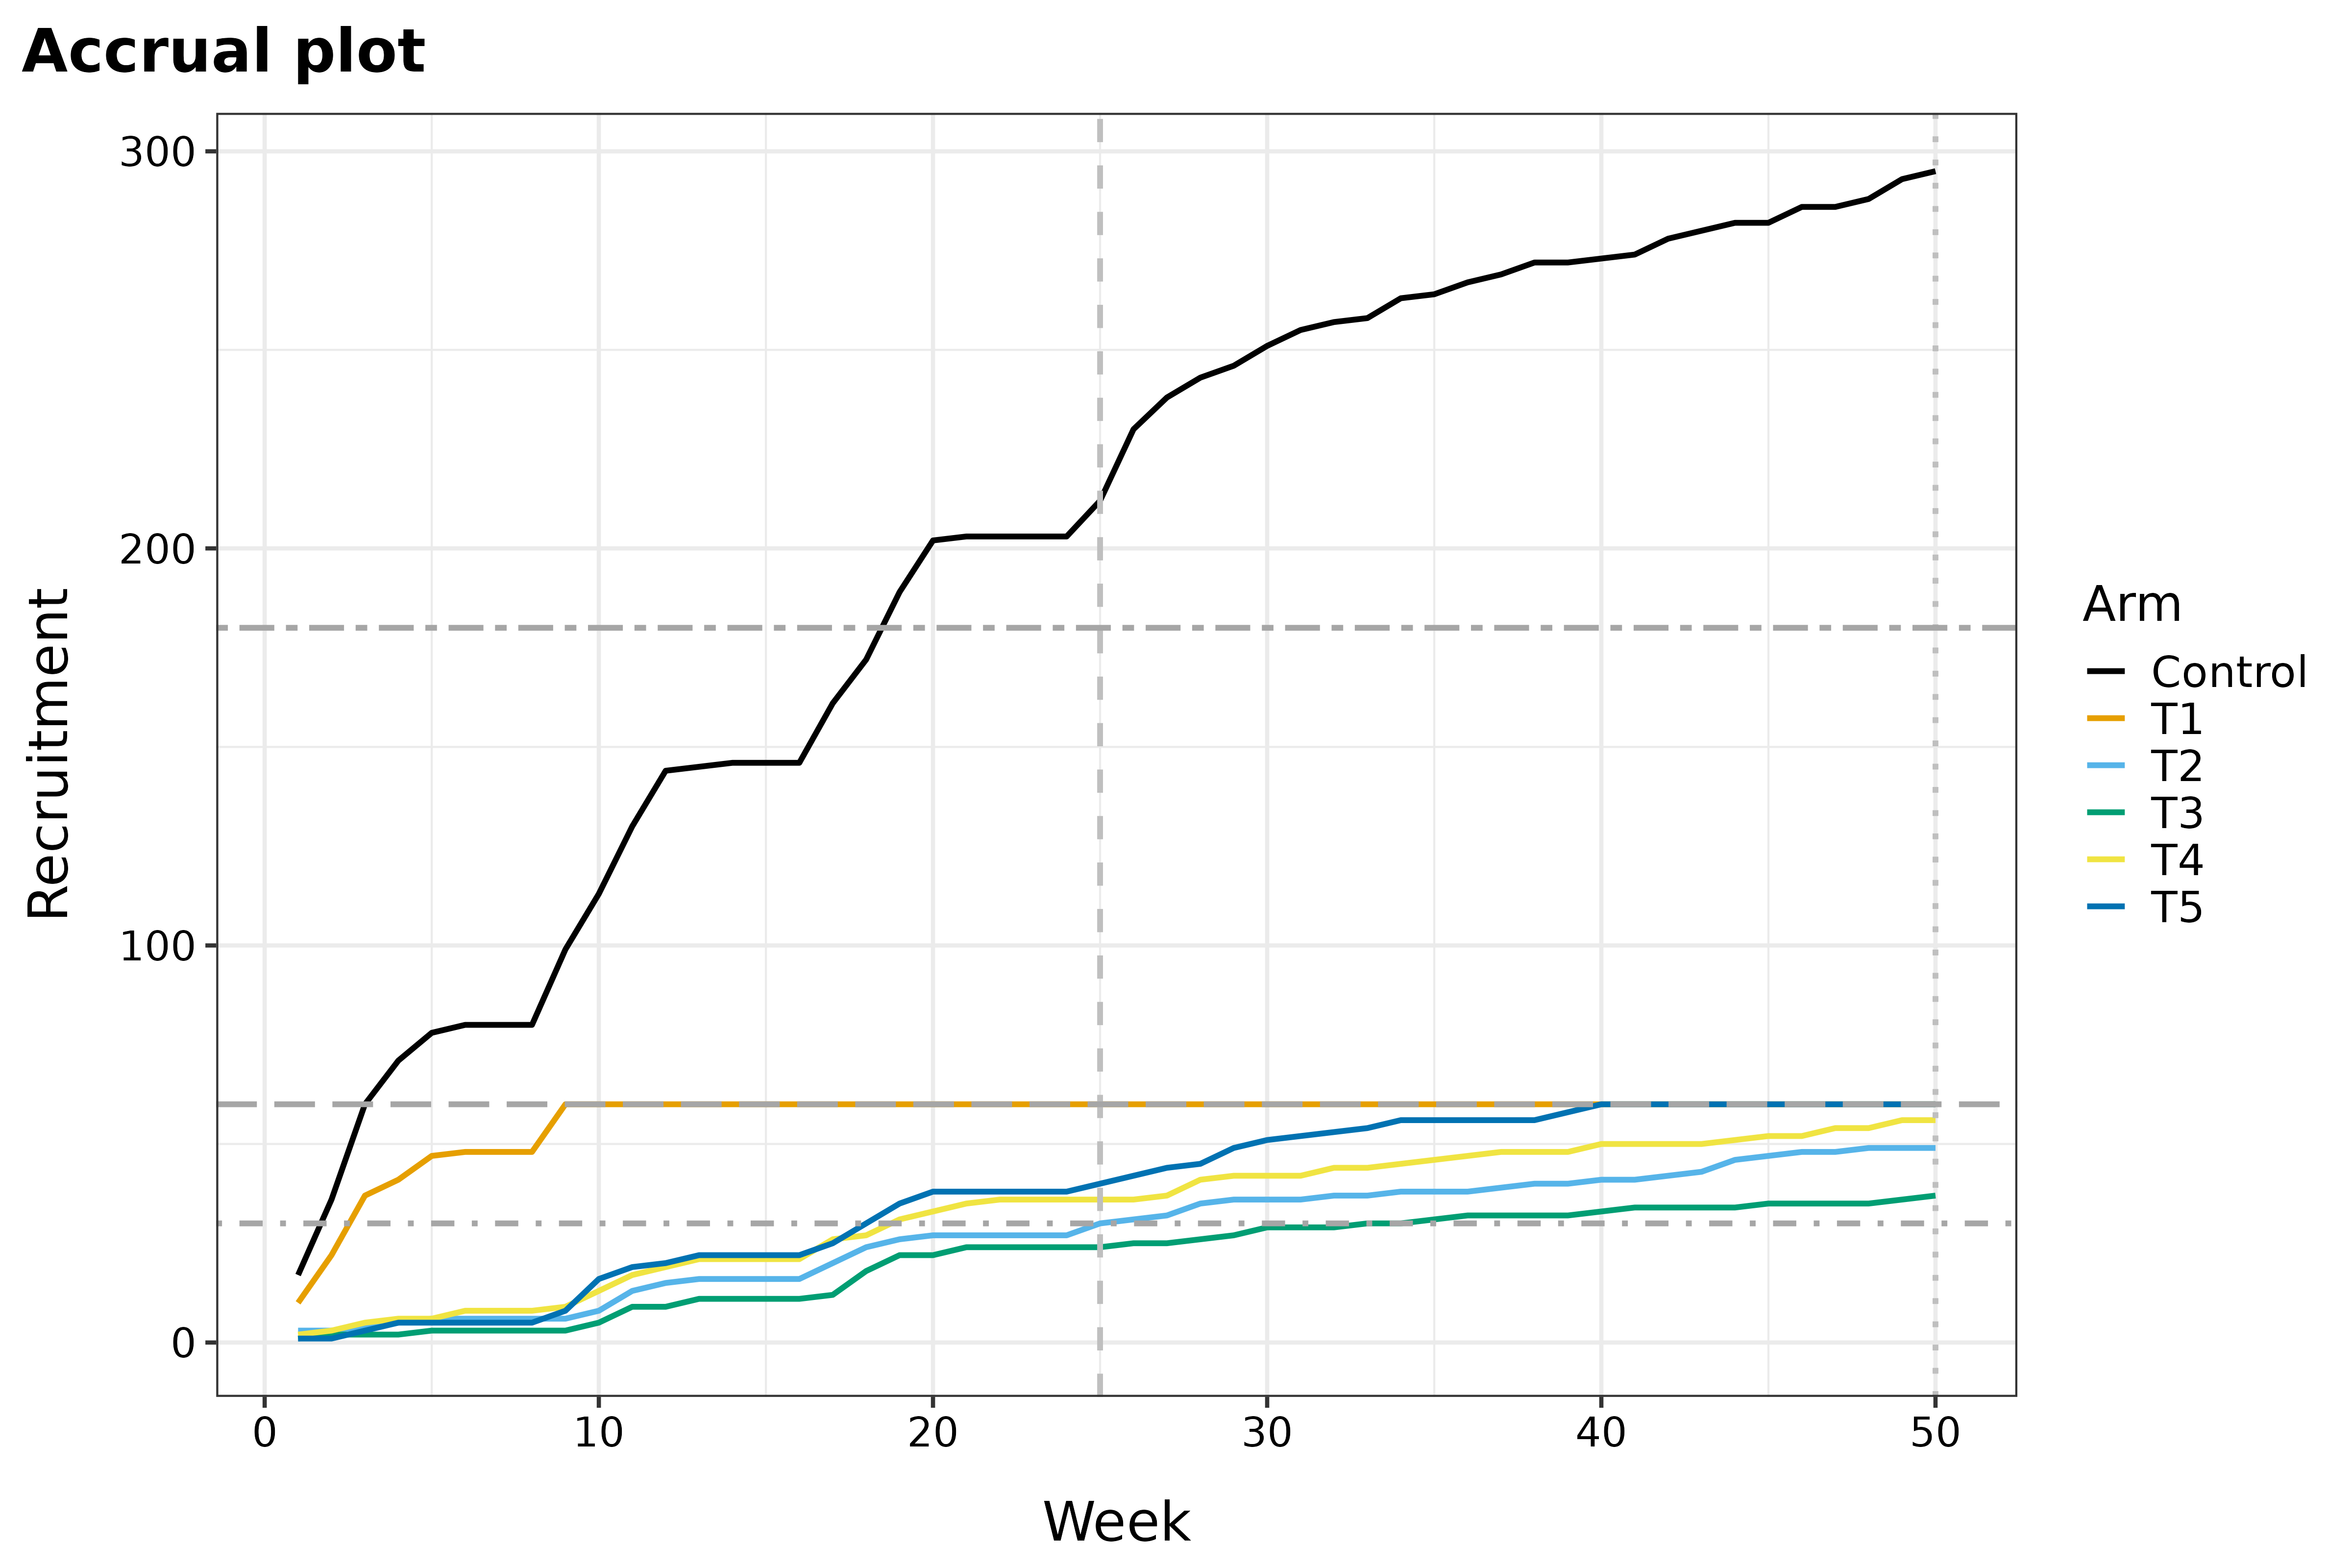 Accrual plot
300
200
100
0
Recruitment
0 10 20 30 40 50
Week
Arm
Control
T1
T2
T3
T4
T5